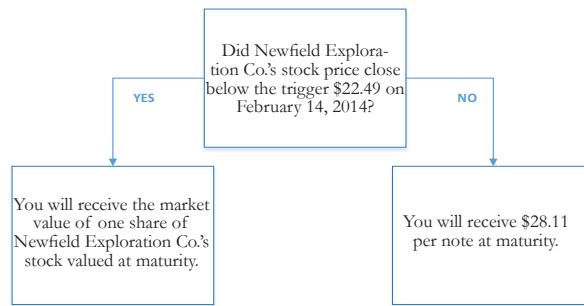 Did Newfield Explora-
tion Co.'s stock price close
below the trigger $22.49 on
February 14, 2014?
YES
NO
You will receive the market
value of one share of
Newfield Exploration Co.'s
stock valued at maturity.
You will receive $28.11
per note at maturity.